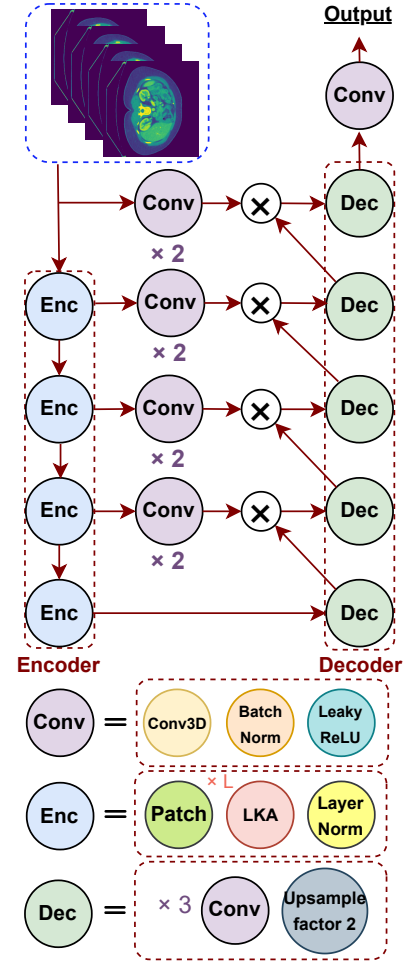 Output
Conv
Conv
×
Dec
× 2
Enc
Conv
×
Dec
× 2
Enc
Conv
×
Dec
× 2
Enc
Conv
×
Dec
× 2
Enc
Dec
Encoder
Decoder
Conv
=
Conv3D
Batch
Norm
Leaky
ReLU
Enc
=
Patch
× L
LKA
Layer
Norm
Dec
=
× 3
Conv
Upsample
factor 2